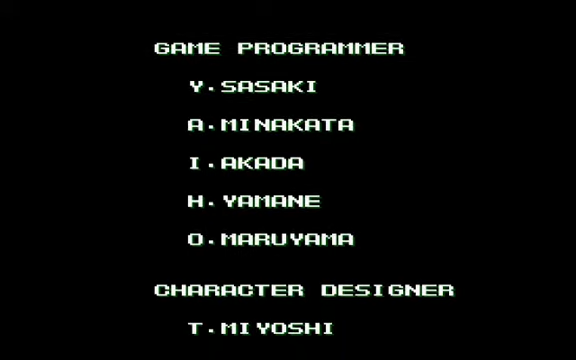 GAME PROGRAMMER
Y.SASAKI
A.MINAKATA
I.AKADA
H.YAMANE
O.MARUYAMA
CHARACTER DESIGNER
T.MIYOSHI